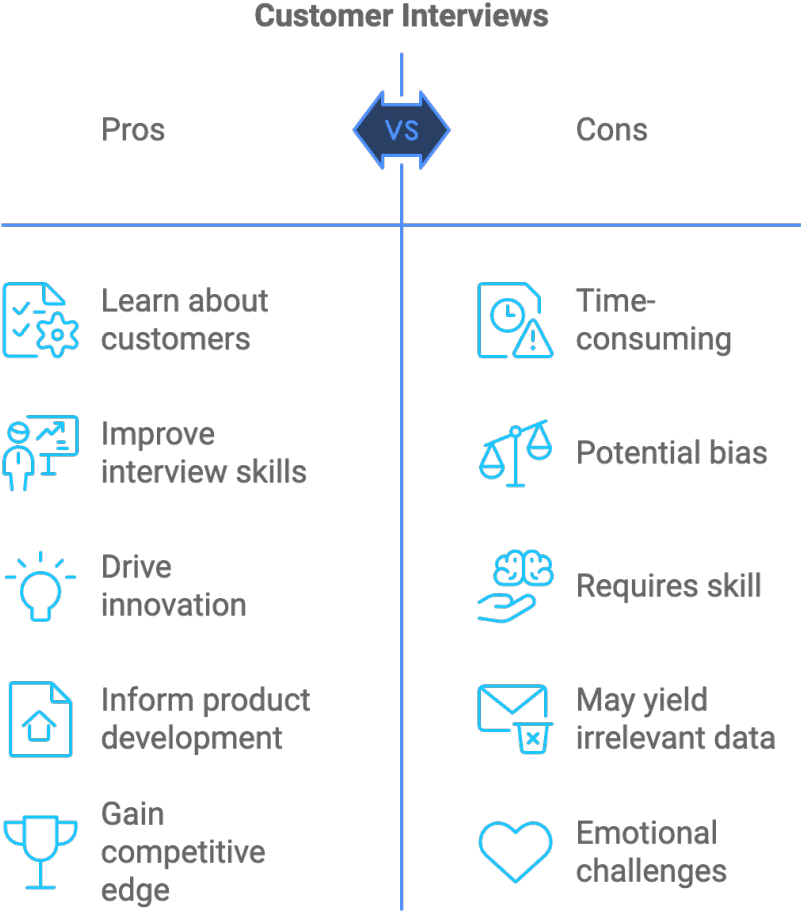 Customer Interviews
Pros
VS
Cons
Learn about
customers
Improve
interview skills
Drive
innovation
Inform product
development
Gain
competitive
edge
Time-
consuming
Potential bias
Requires skill
May yield
irrelevant data
Emotional
challenges